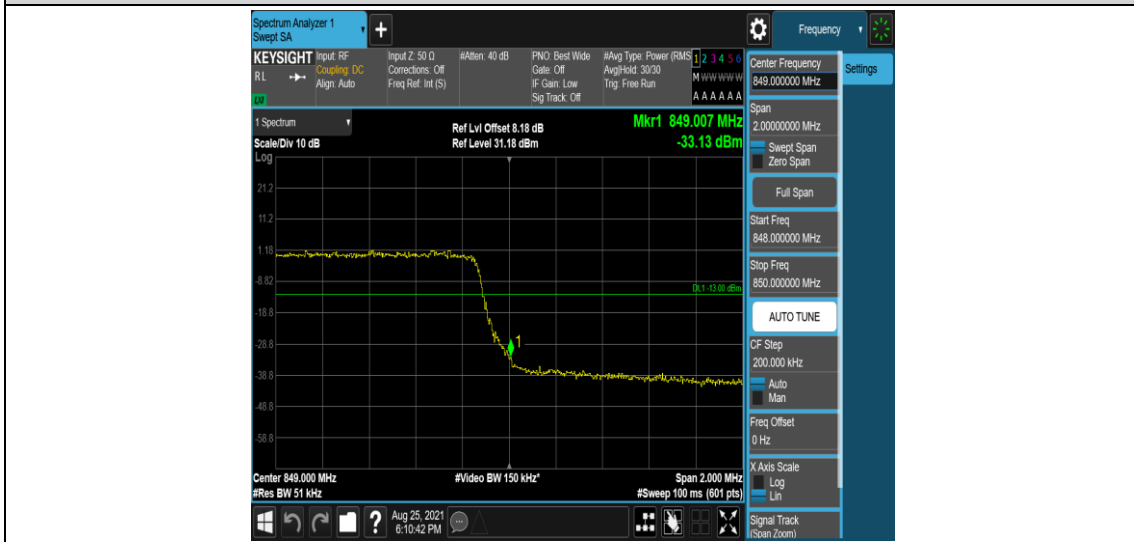 Spectrum Analyzer 1
Swept SA
+
Frequency
KEYSIGHT
RL
Input: RF
Coupling: DC
Align: Auto
Input Z: 50 Ω
Corrections: Off
Freq Ref: Int (S)
#Atten: 40 dB
PNO: Best Wide
Gate: Off
IF Gain: Low
Sig Track: Off
#Avg Type: Power (RMS
Avg|Hold: 30/30
Trig: Free Run
1 2 3 4 5 6
M W W W W W
A A A A A A
1 Spectrum
Scale/Div 10 dB
Log
Ref Lvl Offset 8.18 dB
Ref Level 31.18 dBm
Mkr1 849.007 MHz
-33.13 dBm
21.2
11.2
1.18
-8.82
-18.8
-28.8
-38.8
-48.8
-58.8
DL1 -13.00 dBm
1
Center 849.000 MHz
#Res BW 51 kHz
#Video BW 150 kHz*
Span 2.000 MHz
#Sweep 100 ms (601 pts)
Center Frequency
849.000000 MHz
Settings
Span
2.00000000 MHz
Swept Span
Zero Span
Full Span
Start Freq
848.000000 MHz
Stop Freq
850.000000 MHz
AUTO TUNE
CF Step
200.000 kHz
Auto
Man
Freq Offset
0 Hz
X Axis Scale
Log
Lin
Signal Track
(Span Zoom)
?
Aug 25, 2021
6:10:42 PM